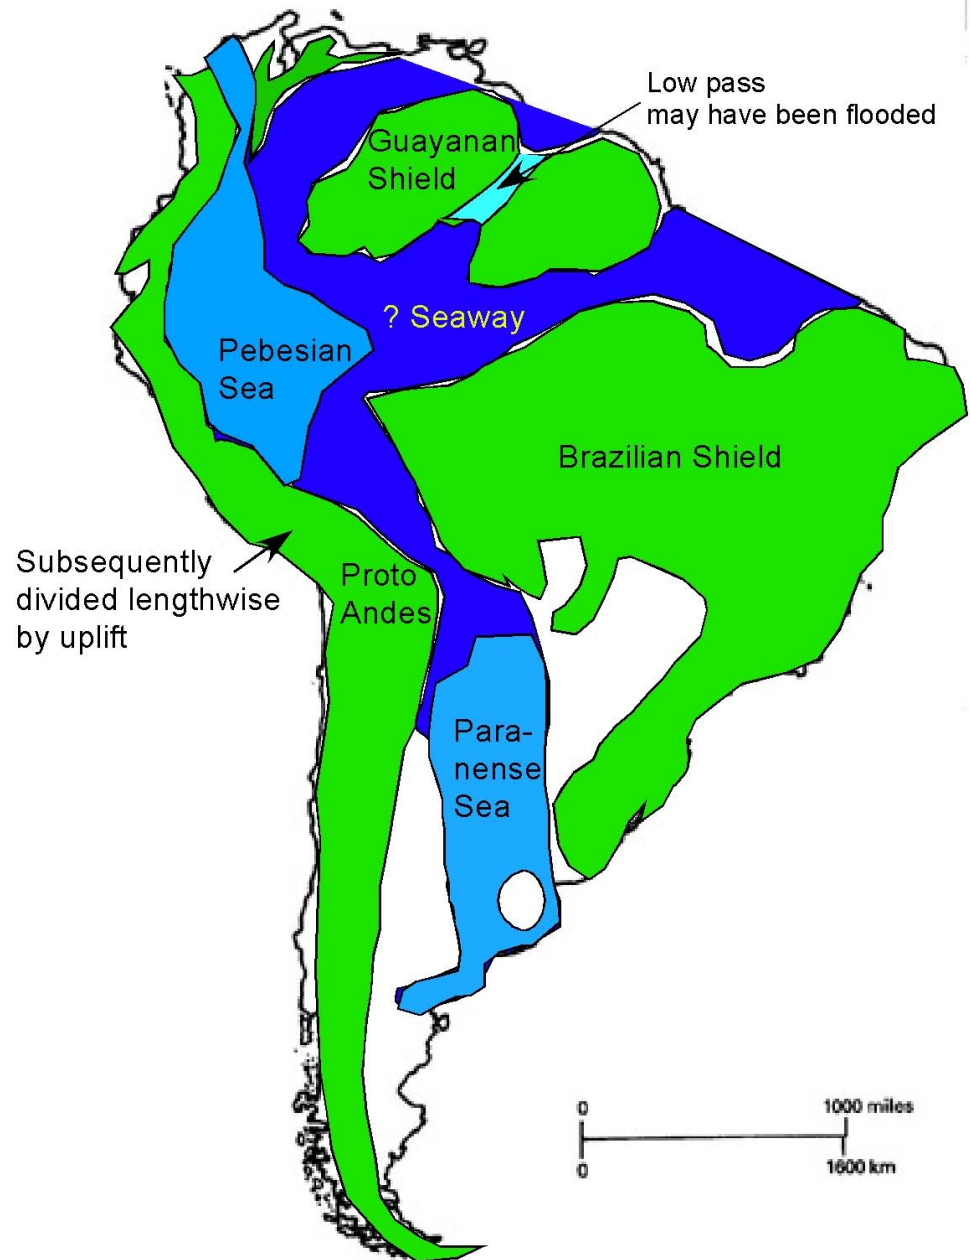 Low pass
may have been flooded
Guayanan
Shield
? Seaway
Pebesian
Sea
Brazilian Shield
Subsequently
divided lengthwise
by uplift
Proto
Andes
Para-
nense
Sea
0 1000 miles
0 1600 km